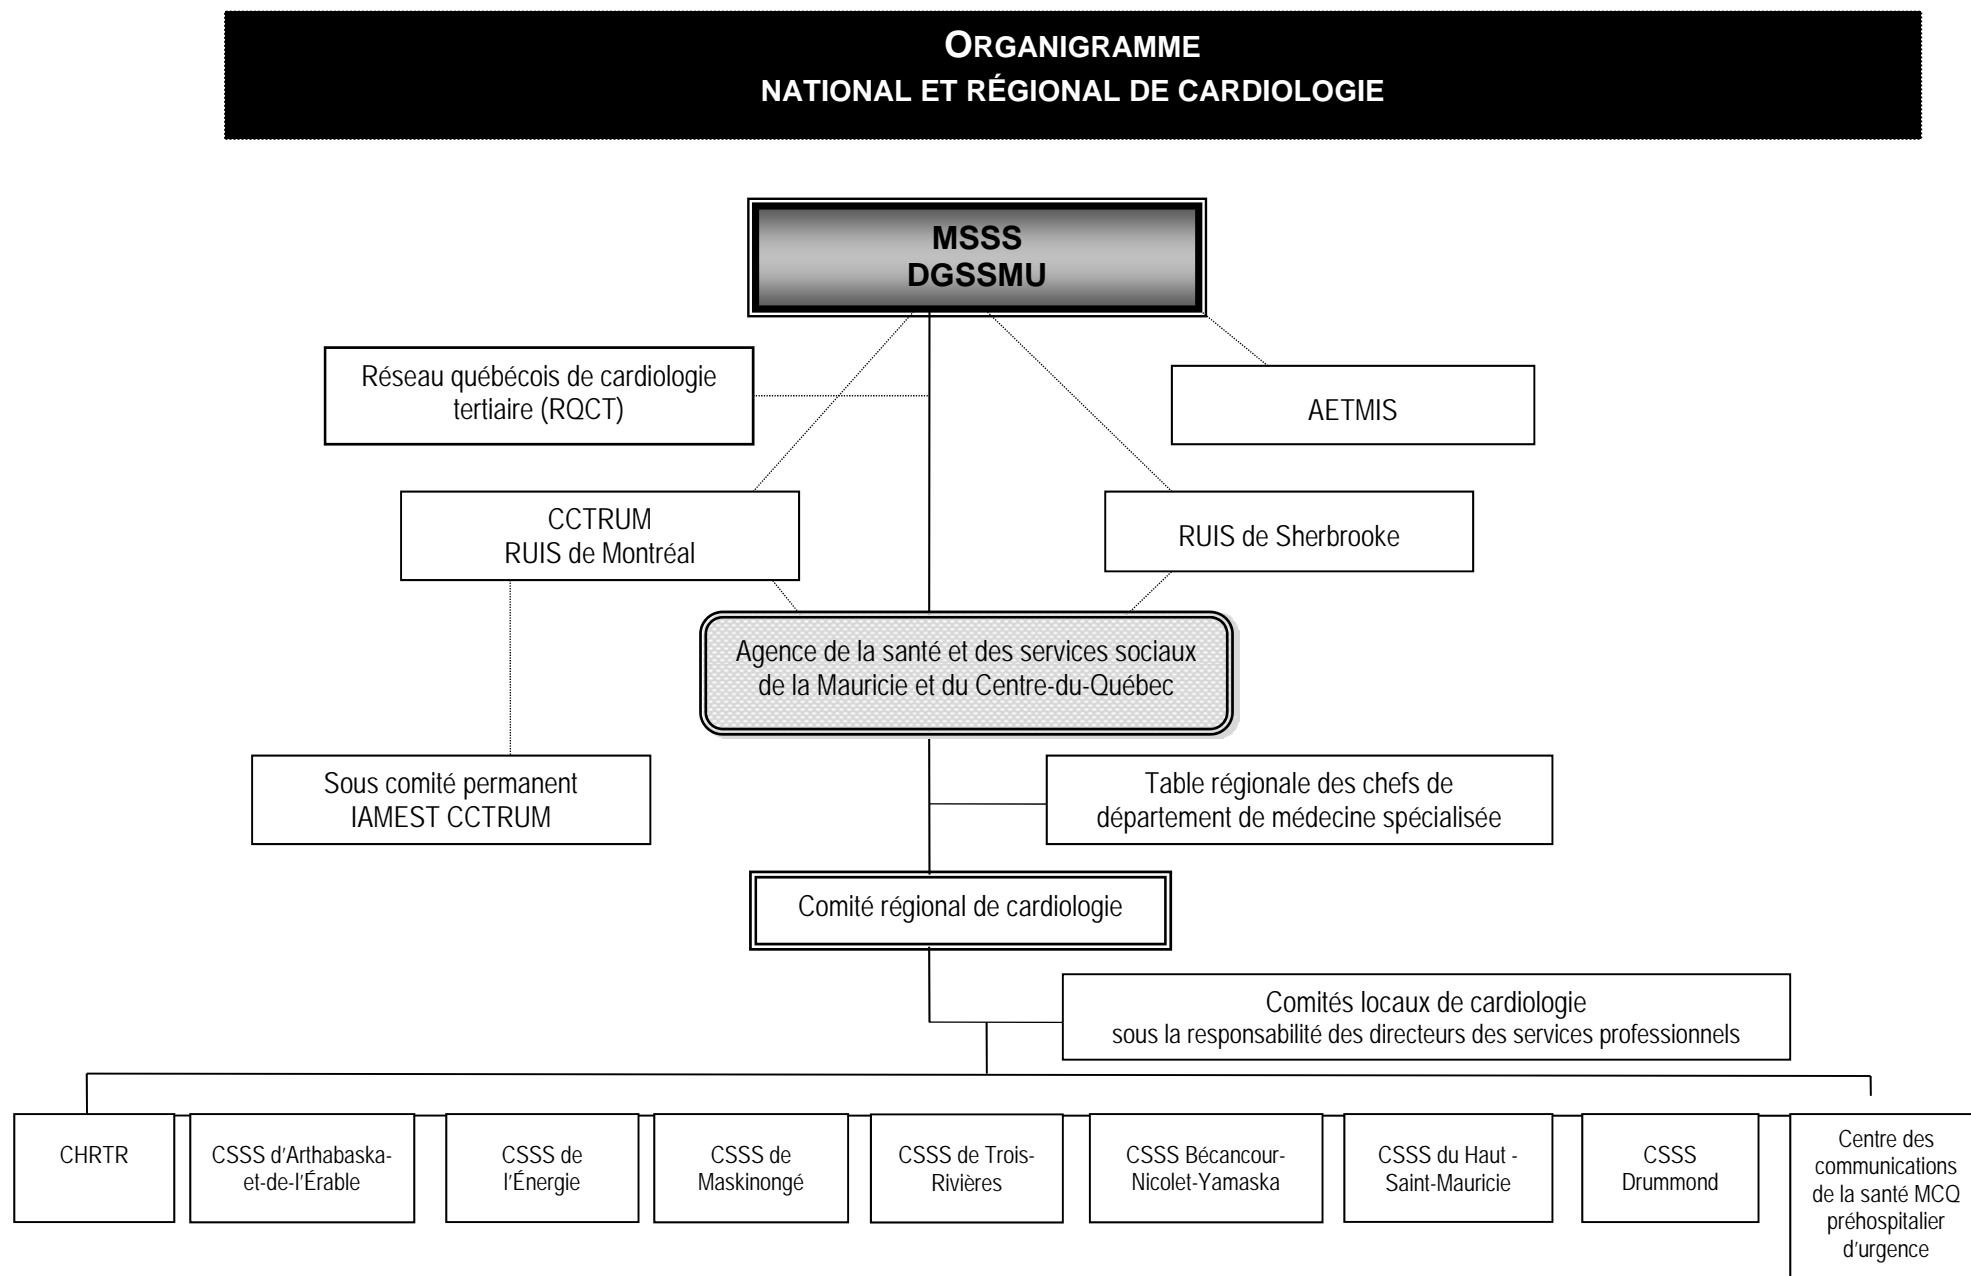 ORGANIGRAMME
NATIONAL ET RÉGIONAL DE CARDIOLOGIE
MSSS
DGSSMU
Réseau québécois de cardiologie
tertiaire (RQCT)
AETMIS
CCTRUM
RUIS de Montréal
RUIS de Sherbrooke
Agence de la santé et des services sociaux
de la Mauricie et du Centre-du-Québec
Sous comité permanent
IAMEST CCTRUM
Table régionale des chefs de
département de médecine spécialisée
Comité régional de cardiologie
Comités locaux de cardiologie
sous la responsabilité des directeurs des services professionnels
CHRTR
CSSS d'Arthabaska-
et-de-l'Érable
CSSS de
l'Énergie
CSSS de
Maskinongé
CSSS de Trois-
Rivières
CSSS Bécancour-
Nicolet-Yamaska
CSSS du Haut -
Saint-Mauricie
CSSS
Drummond
Centre des
communications
de la santé MCQ
préhospitalier
d'urgence